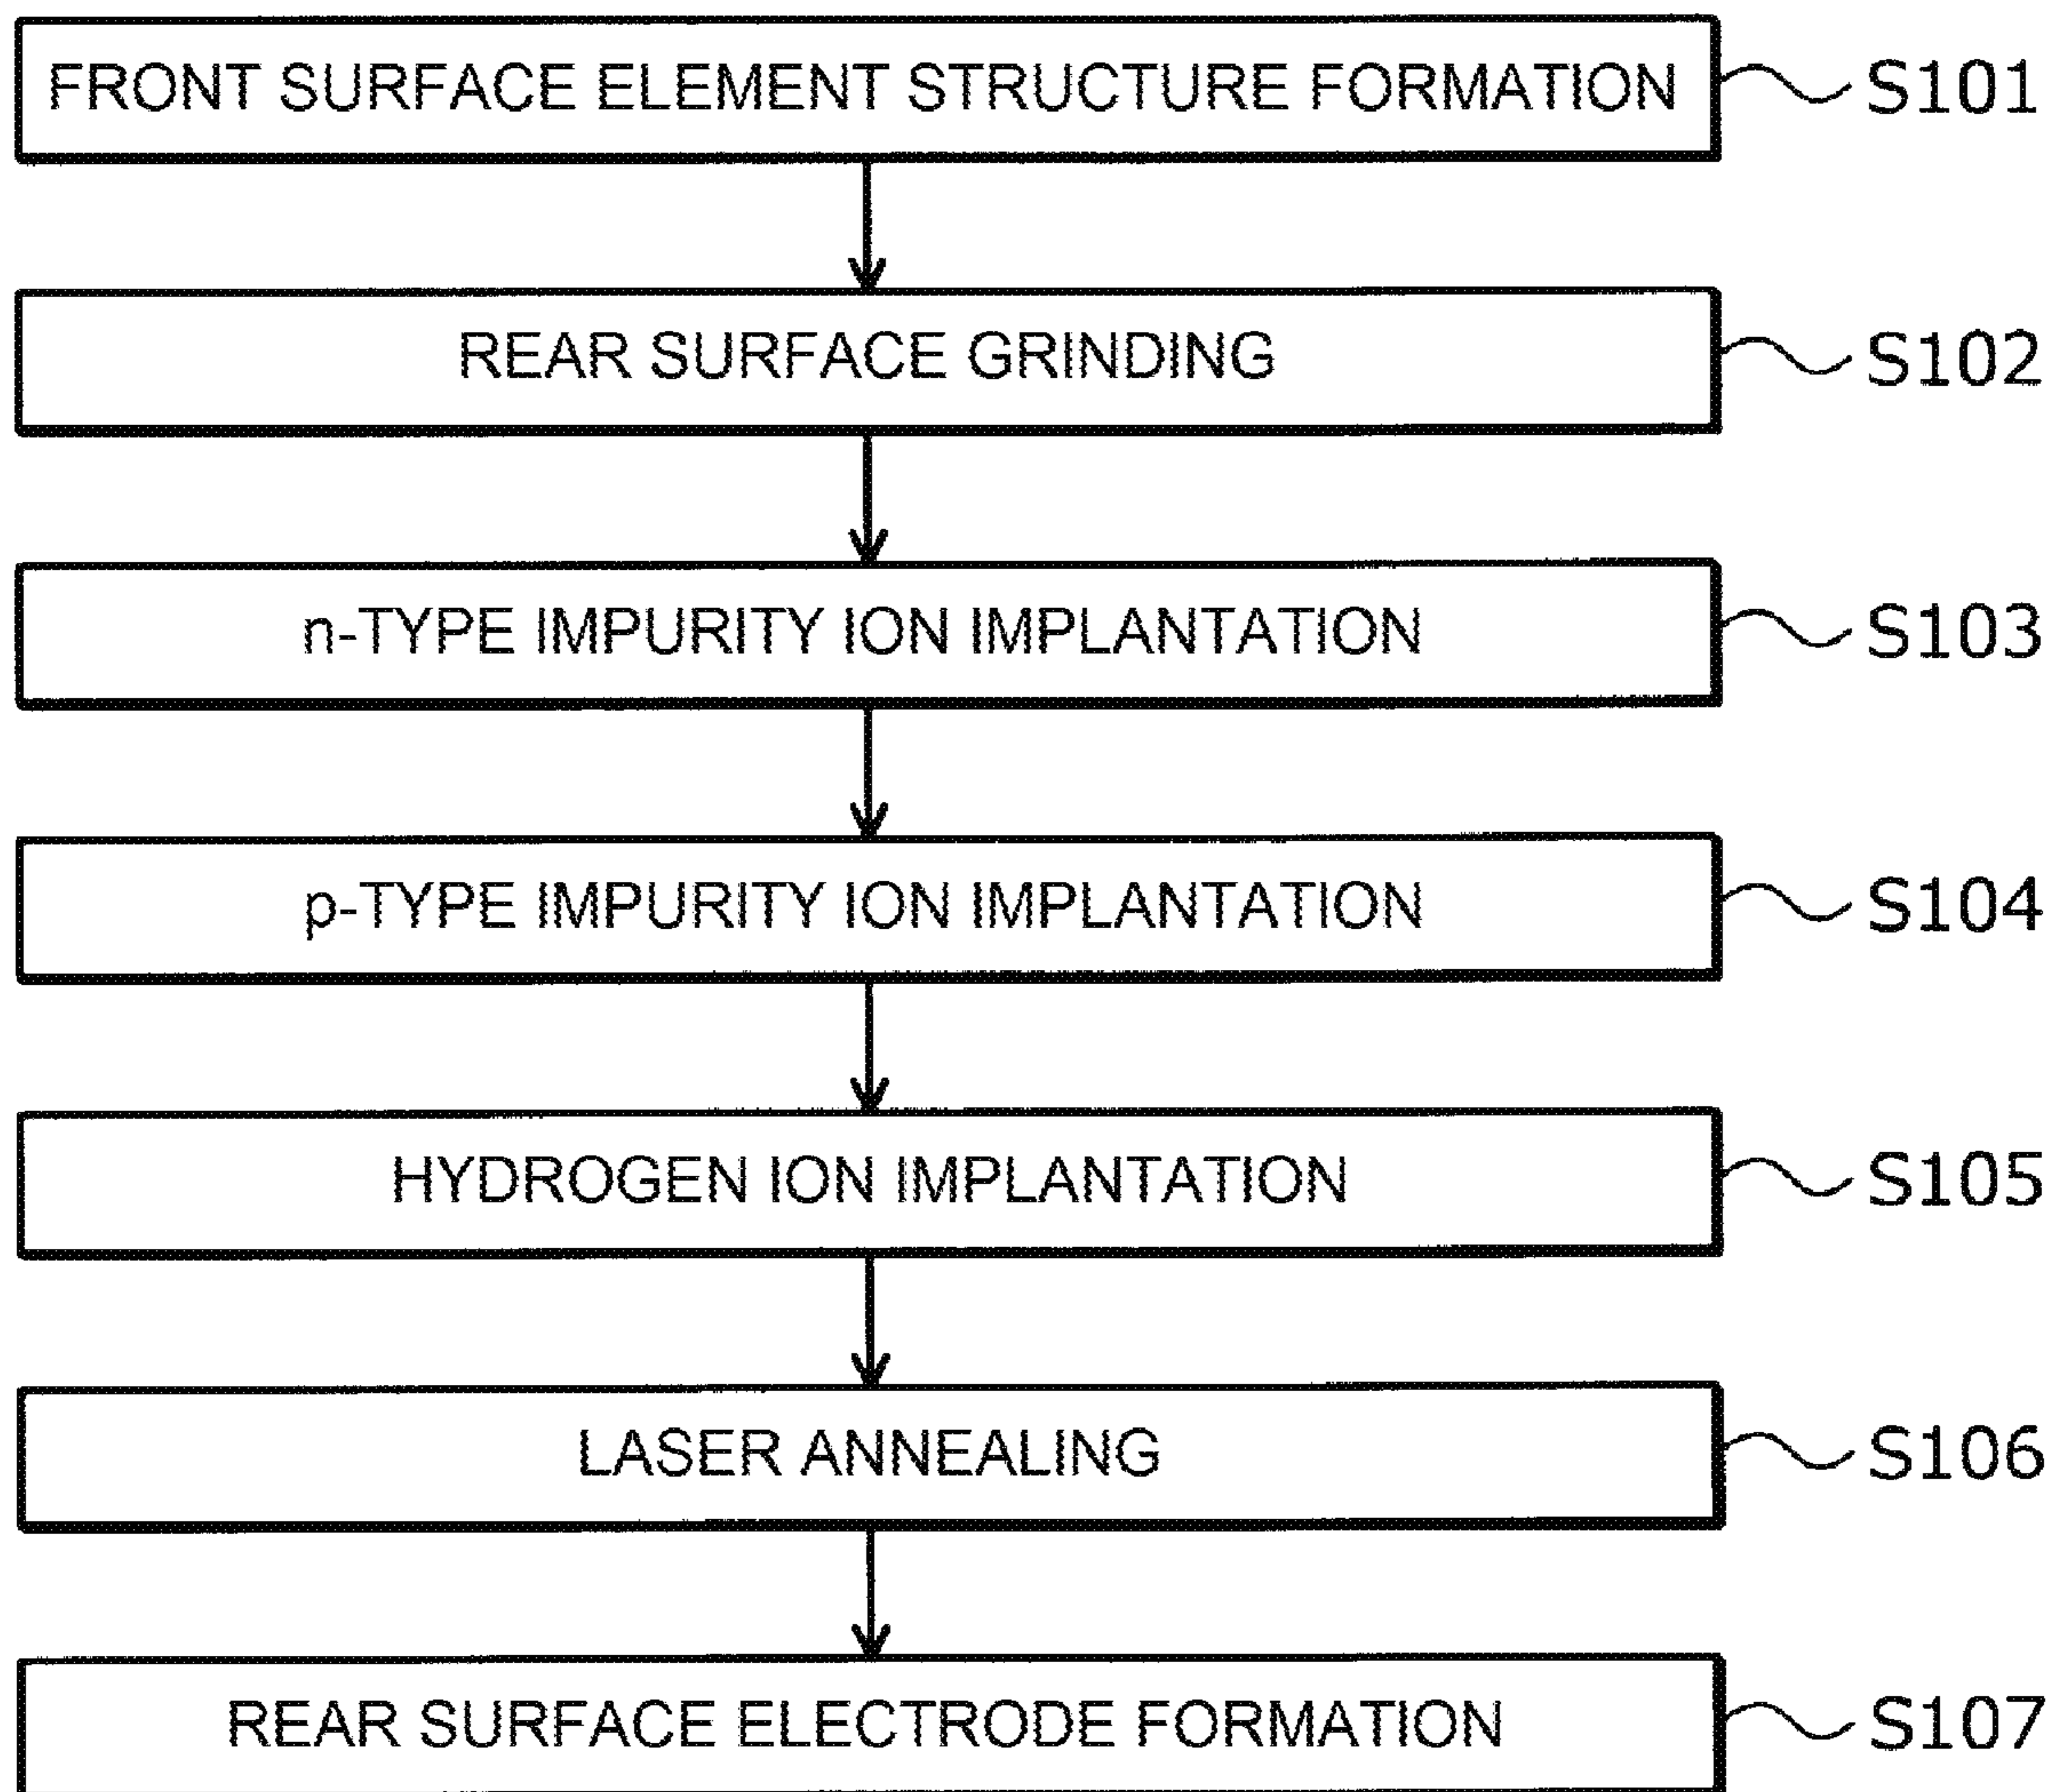 FRONT SURFACE ELEMENT STRUCTURE FORMATION S101
REAR SURFACE GRINDING S102
n-TYPE IMPURITY ION IMPLANTATION S103
p-TYPE IMPURITY ION IMPLANTATION S104
HYDROGEN ION IMPLANTATION S105
LASER ANNEALING S106
REAR SURFACE ELECTRODE FORMATION S107